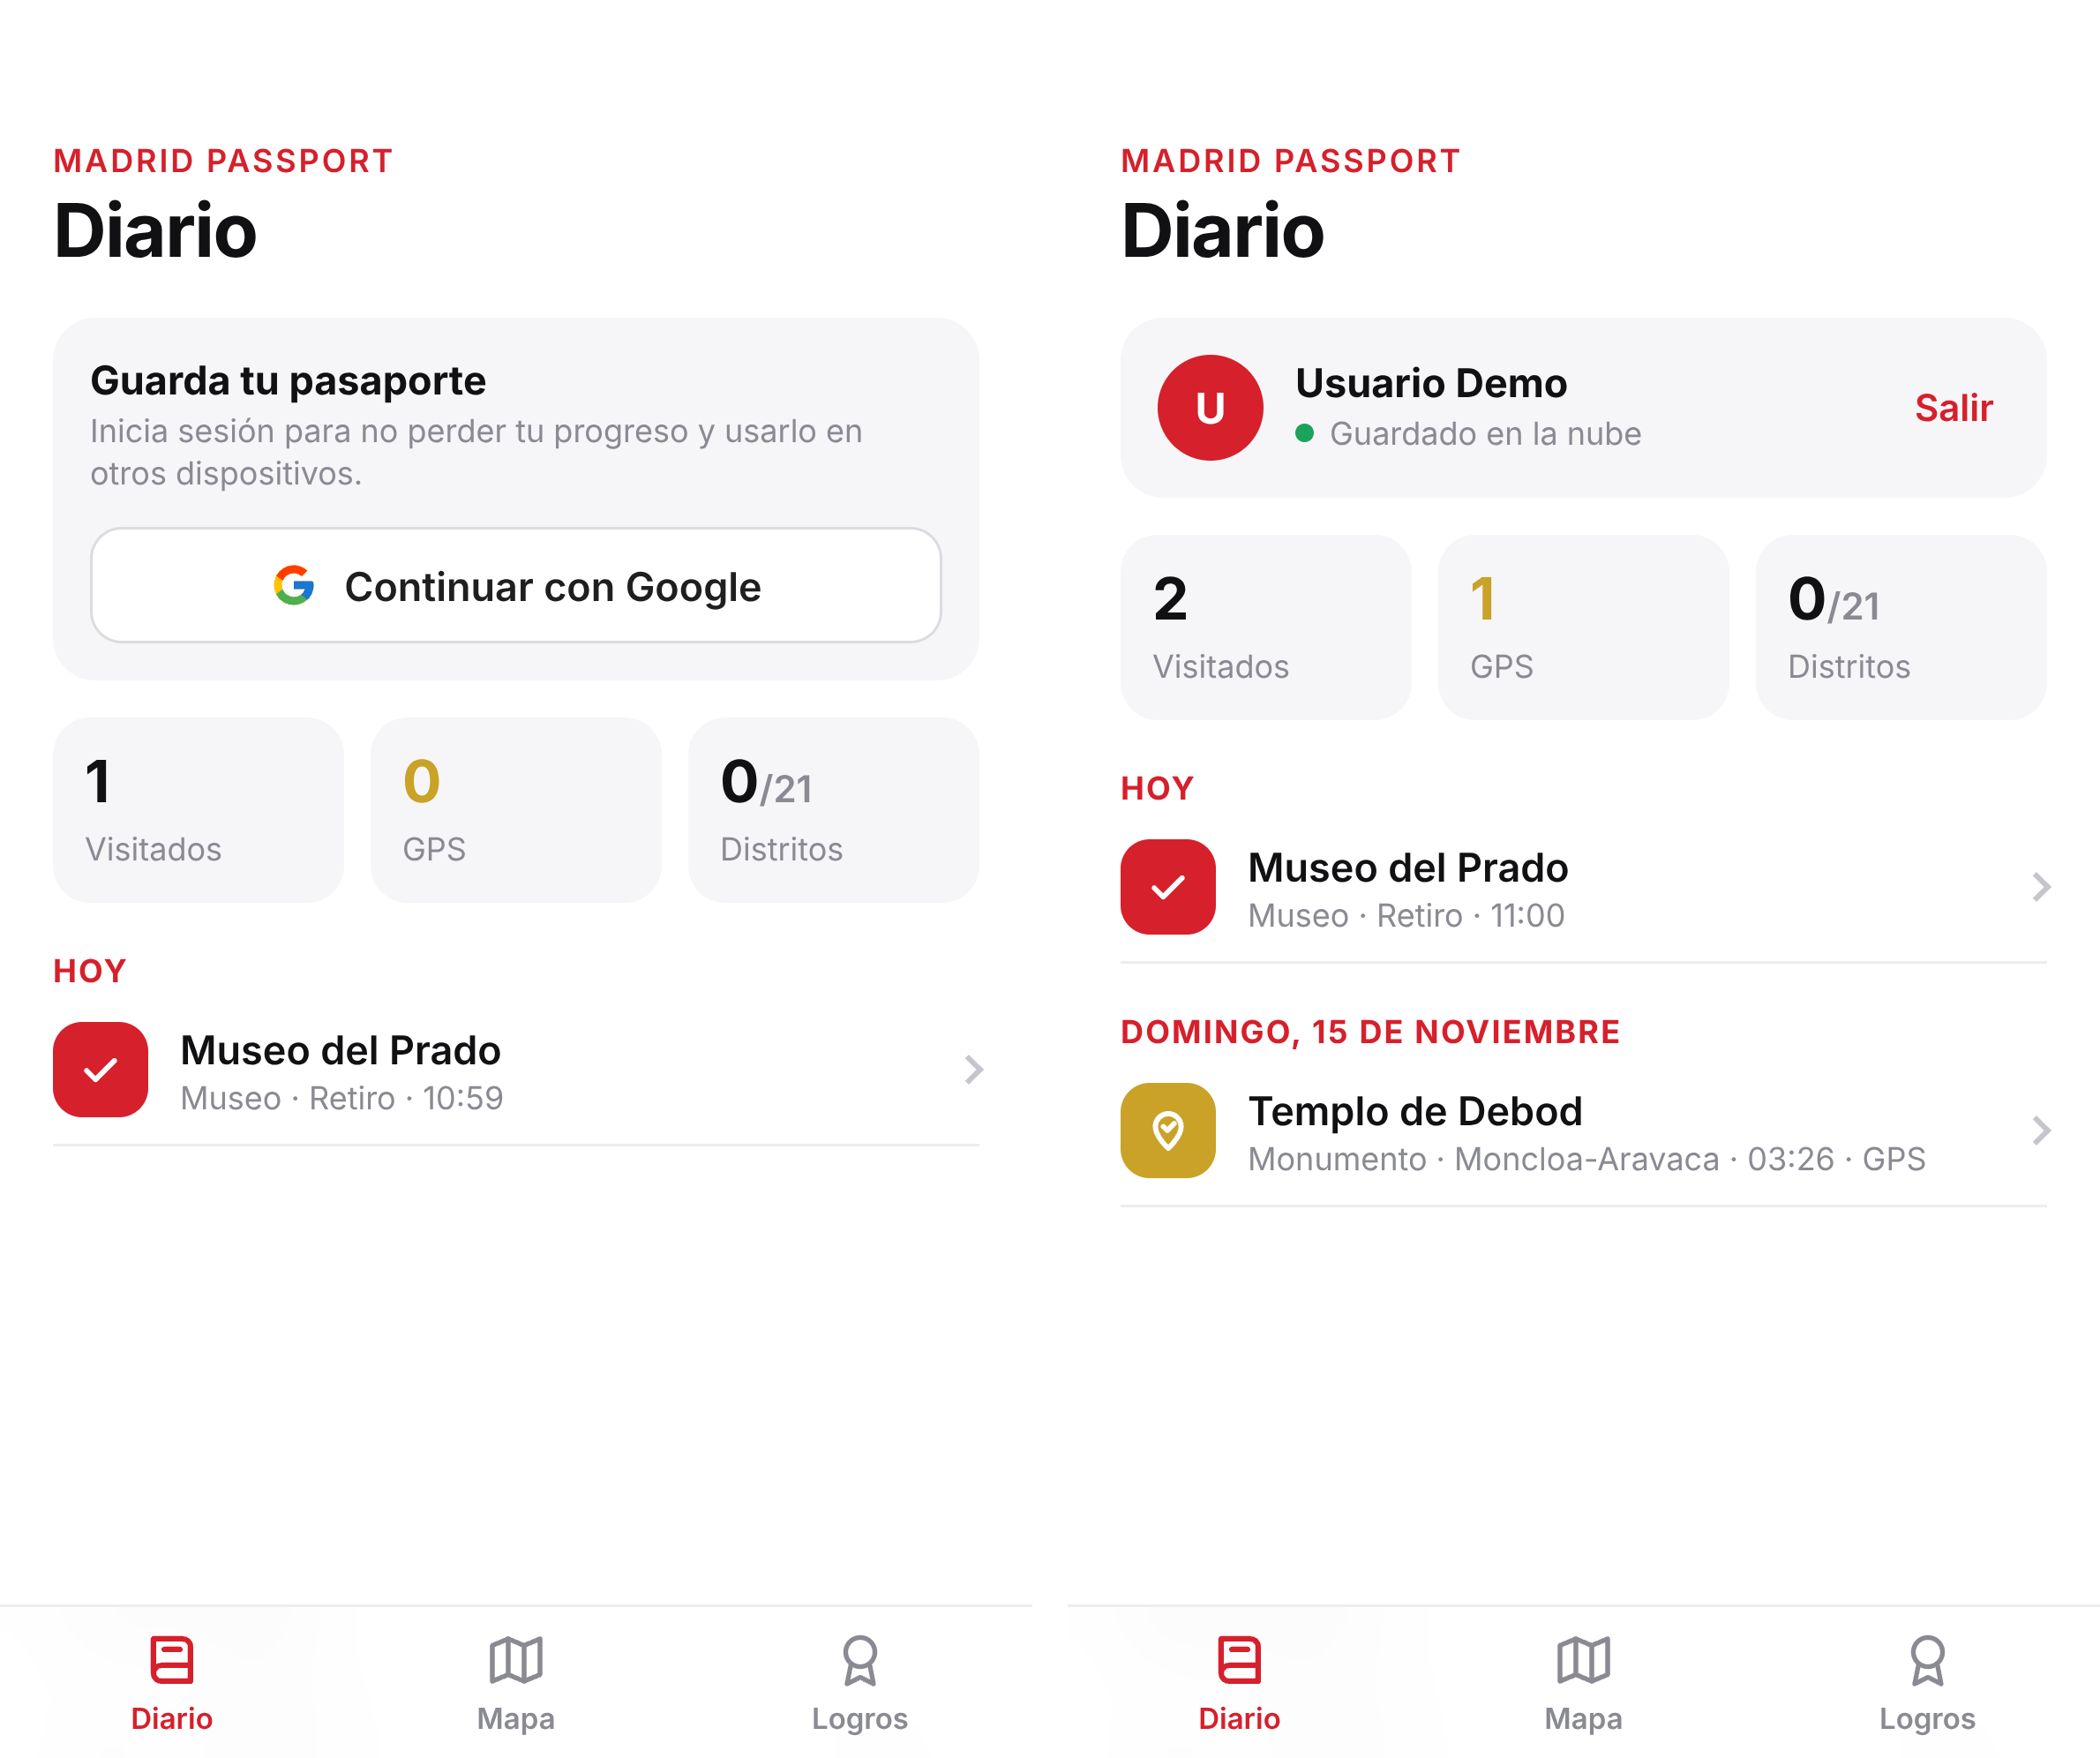 MADRID PASSPORT
Diario
Guarda tu pasaporte
Inicia sesión para no perder tu progreso y usarlo en
otros dispositivos.
Continuar con Google
1
Visitados
0
GPS
0/21
Distritos
HOY
Museo del Prado
Museo · Retiro · 10:59
Diario
Mapa
Logros
MADRID PASSPORT
Diario
U
Usuario Demo
Guardado en la nube
Salir
2
Visitados
1
GPS
0/21
Distritos
HOY
Museo del Prado
Museo · Retiro · 11:00
DOMINGO, 15 DE NOVIEMBRE
Templo de Debod
Monumento · Moncloa-Aravaca · 03:26 · GPS
Diario
Mapa
Logros